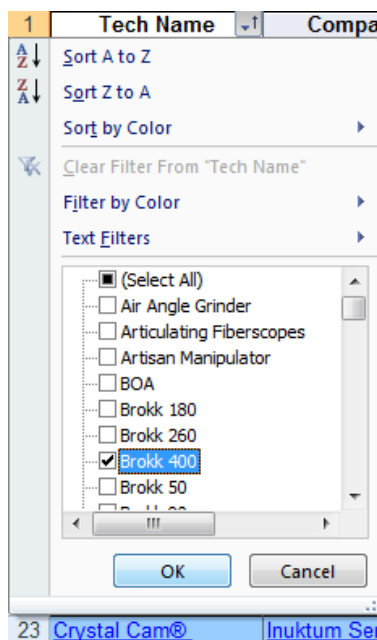 1 Tech Name Compa
Sort A to Z
Sort Z to A
Sort by Color
Clear Filter From "Tech Name"
Filter by Color
Text Filters
(Select All)
Air Angle Grinder
Articulating Fiberscopes
Artisan Manipulator
BOA
Brokk 180
Brokk 260
Brokk 400
Brokk 50
OK Cancel
23 Crystal Cam® Inuktun Ser